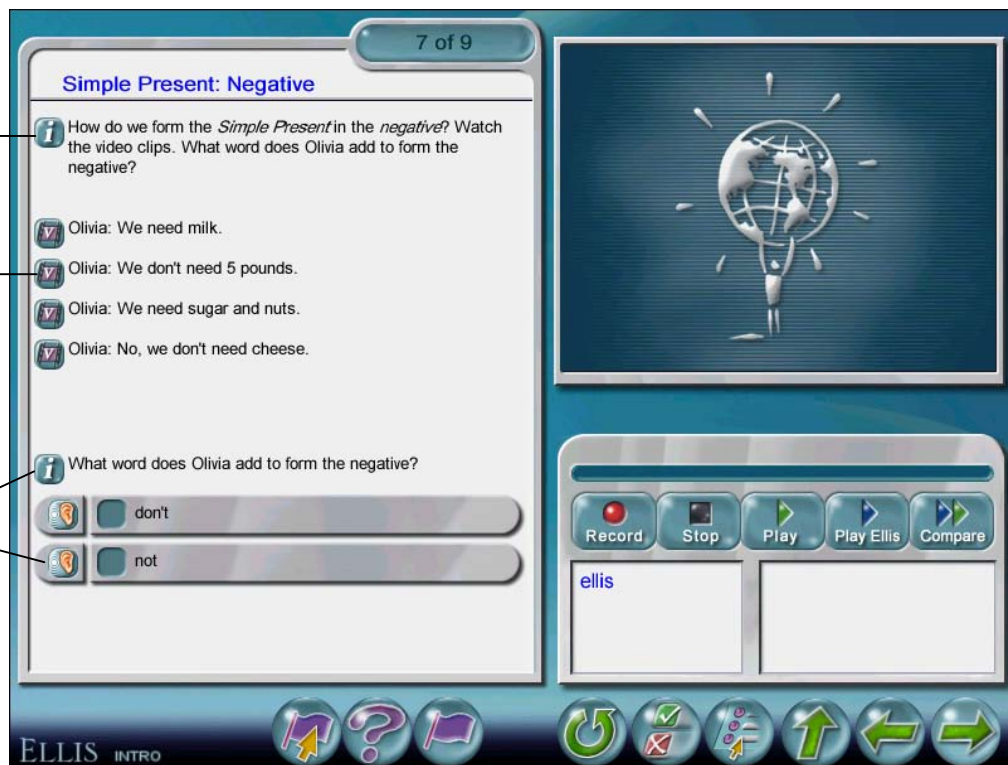 7 of 9
Simple Present: Negative
How do we form the Simple Present in the negative? Watch
the video clips. What word does Olivia add to form the
negative?
Olivia: We need milk.
Olivia: We don't need 5 pounds.
Olivia: We need sugar and nuts.
Olivia: No, we don't need cheese.
What word does Olivia add to form the negative?
don't
not
Record Stop Play Play Ellis Compare
ellis
ELLIS INTRO